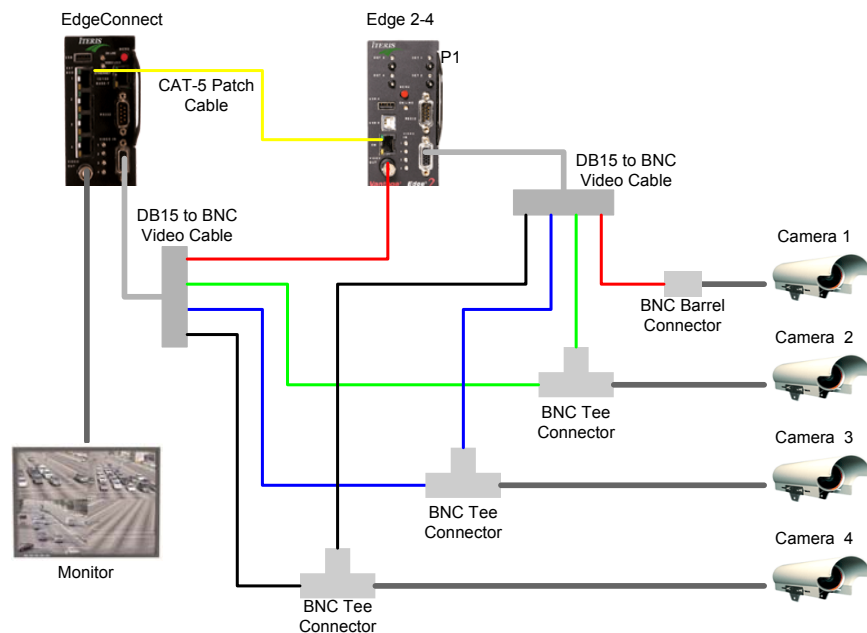 EdgeConnect
Edge 2-4
ITERIS
ITERIS
P1
CAT-5 Patch
Cable
DB15 to BNC
Video Cable
DB15 to BNC
Video Cable
Camera 1
BNC Barrel
Connector
Camera 2
BNC Tee
Connector
Camera 3
BNC Tee
Connector
Camera 4
BNC Tee
Connector
Monitor
Vantage Edge 2